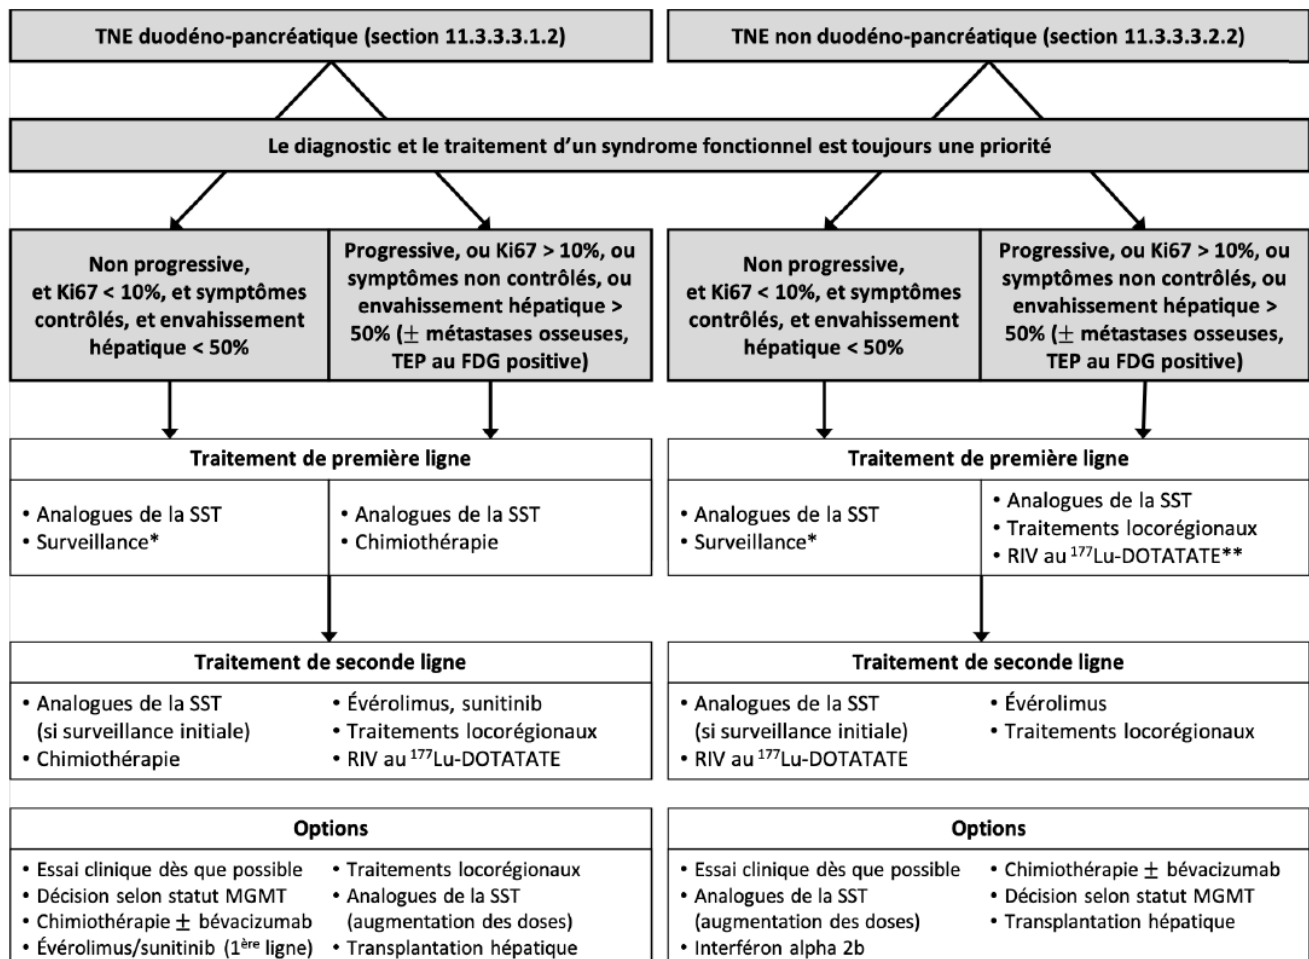 TNE duodéno-pancréatique (section 11.3.3.3.1.2)
TNE non duodéno-pancréatique (section 11.3.3.3.2.2)
Le diagnostic et le traitement d'un syndrome fonctionnel est toujours une priorité
Non progressive,
et Ki67 < 10%, et symptômes
contrôlés, et envahissement
hépatique < 50%
Progressive, ou Ki67 > 10%, ou
symptômes non contrôlés, ou
envahissement hépatique >
50% (± métastases osseuses,
TEP au FDG positive)
Non progressive,
et Ki67 < 10%, et symptômes
contrôlés, et envahissement
hépatique < 50%
Progressive, ou Ki67 > 10%, ou
symptômes non contrôlés, ou
envahissement hépatique >
50% (± métastases osseuses,
TEP au FDG positive)
Traitement de première ligne
• Analogues de la SST
• Surveillance*
• Analogues de la SST
• Chimiothérapie
Traitement de première ligne
• Analogues de la SST
• Surveillance*
• Analogues de la SST
• Traitements locorégionaux
• RIV au ¹⁷⁷Lu-DOTATATE**
Traitement de seconde ligne
• Analogues de la SST
(si surveillance initiale)
• Chimiothérapie
• Évérolimus, sunitinib
• Traitements locorégionaux
• RIV au ¹⁷⁷Lu-DOTATATE
Traitement de seconde ligne
• Analogues de la SST
(si surveillance initiale)
• RIV au ¹⁷⁷Lu-DOTATATE
• Évérolimus
• Traitements locorégionaux
Options
• Essai clinique dès que possible
• Décision selon statut MGMT
• Chimiothérapie ± bévacizumab
• Évérolimus/sunitinib (1ère ligne)
• Traitements locorégionaux
• Analogues de la SST
(augmentation des doses)
• Transplantation hépatique
Options
• Essai clinique dès que possible
• Analogues de la SST
(augmentation des doses)
• Interféron alpha 2b
• Chimiothérapie ± bévacizumab
• Décision selon statut MGMT
• Transplantation hépatique